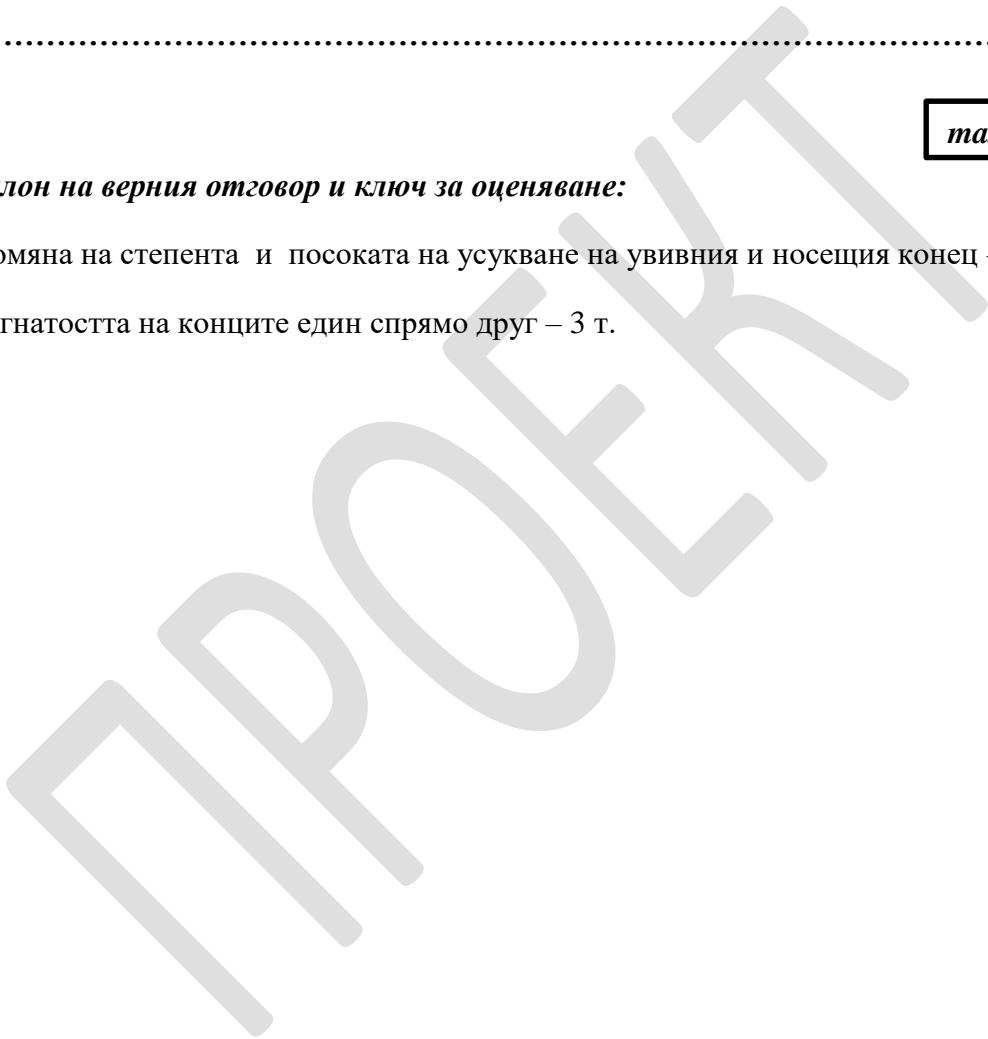 ................................................................................................
ma
лон на верния отговор и ключ за оценяване:
омяна на степента и посоката на усукване на увивния и носещия конец –
гнатостта на конците един спрямо друг – 3 т.
ПРОЕКТ